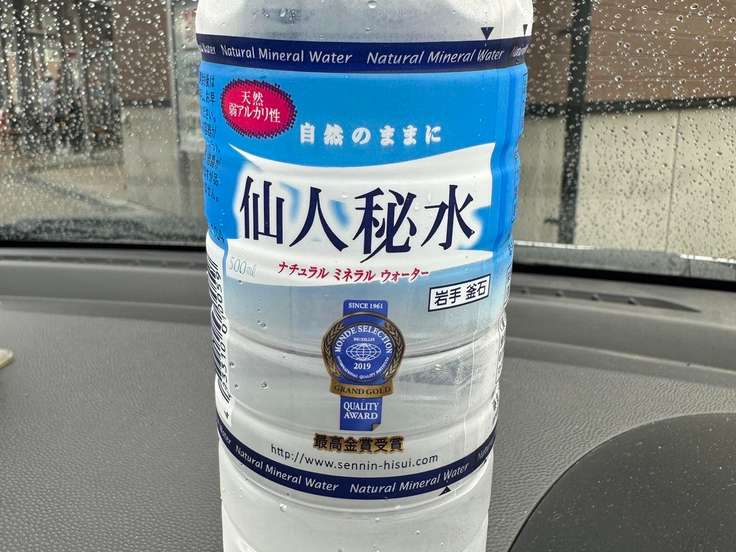 Natural Mineral Water Natural Mineral Water
天然
弱アルカリ性
自然のままに
仙人秘水
500ml
ナチュラル ミネラル ウォーター
岩手 釜石
SINCE 1961
MONDE SELECTION
BRUXELLES
2019
GRAND GOLD
QUALITY
AWARD
最高金賞受賞
http://www.sennin-hisui.com
Natural Mineral Water Natural Mineral Water